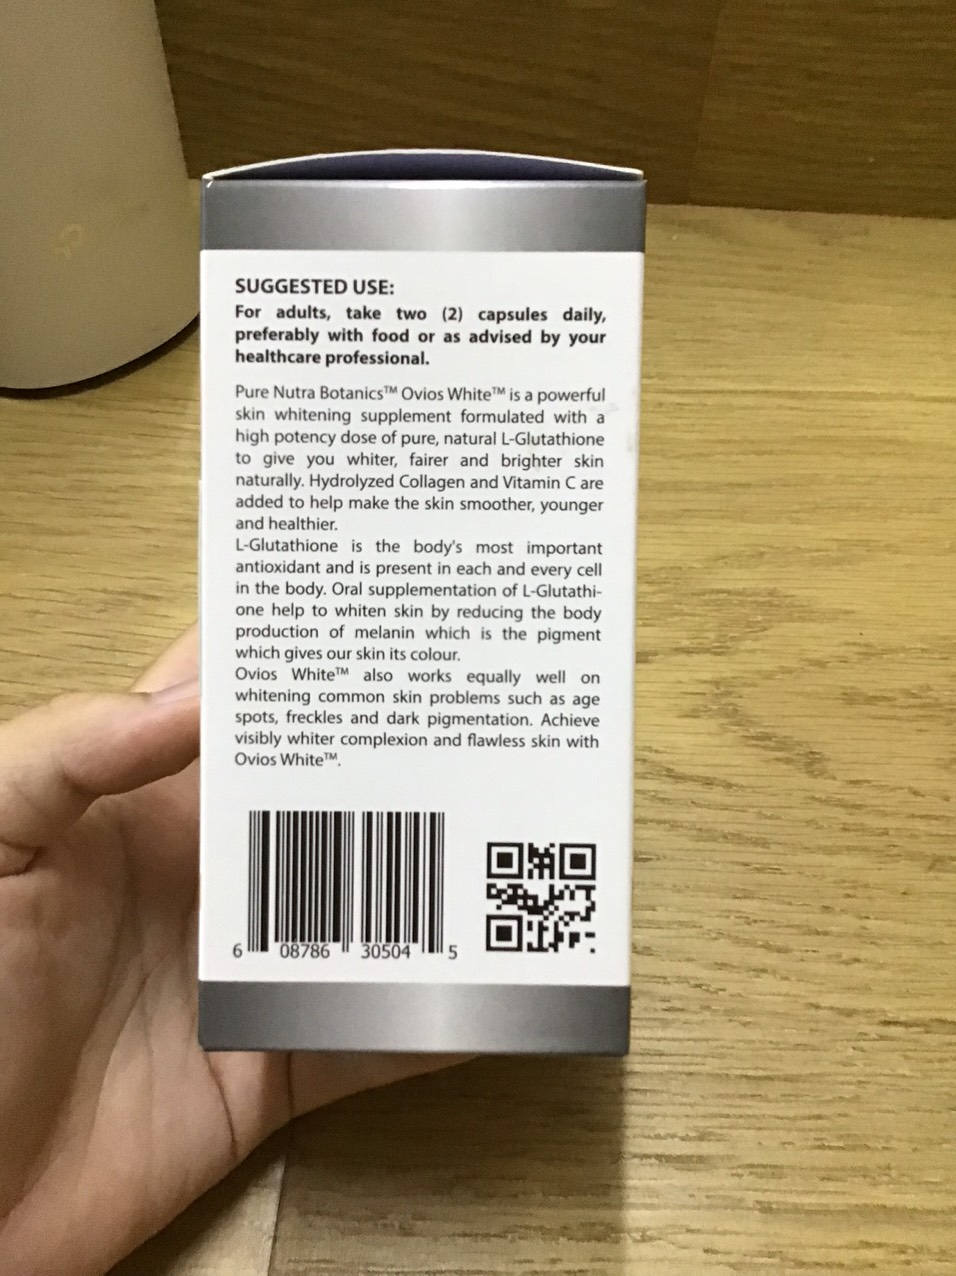 SUGGESTED USE:
For adults, take two (2) capsules daily,
preferably with food or as advised by your
healthcare professional.
Pure Nutra Botanics™ Ovios White™ is a powerful
skin whitening supplement formulated with a
high potency dose of pure, natural L-Glutathione
to give you whiter, fairer and brighter skin
naturally. Hydrolyzed Collagen and Vitamin C are
added to help make the skin smoother, younger
and healthier.
L-Glutathione is the body's most important
antioxidant and is present in each and every cell
in the body. Oral supplementation of L-Glutathi-
one help to whiten skin by reducing the body
production of melanin which is the pigment
which gives our skin its colour.
Ovios White™ also works equally well on
whitening common skin problems such as age
spots, freckles and dark pigmentation. Achieve
visibly whiter complexion and flawless skin with
Ovios White™.
6 08786 30504 5